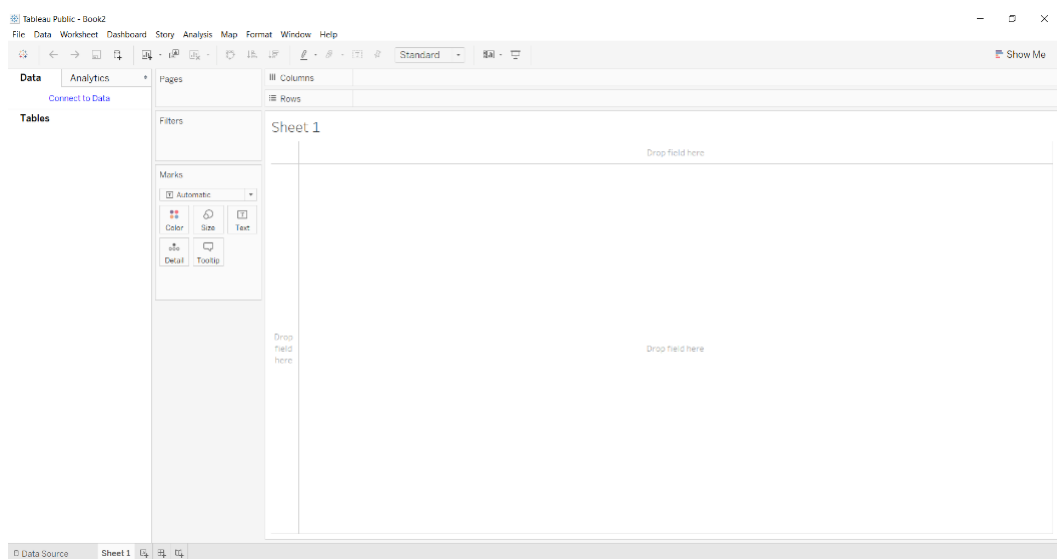 Tableau Public - Book2
File Data Worksheet Dashboard Story Analysis Map Format Window Help
Standard
Show Me
Data Analytics
Connect to Data
Tables
Pages
Filters
Marks
Automatic
Color Size Text
Detail Tooltip
Columns
Rows
Sheet 1
Drop field here
Drop
field
here
Drop field here
Data Source Sheet 1